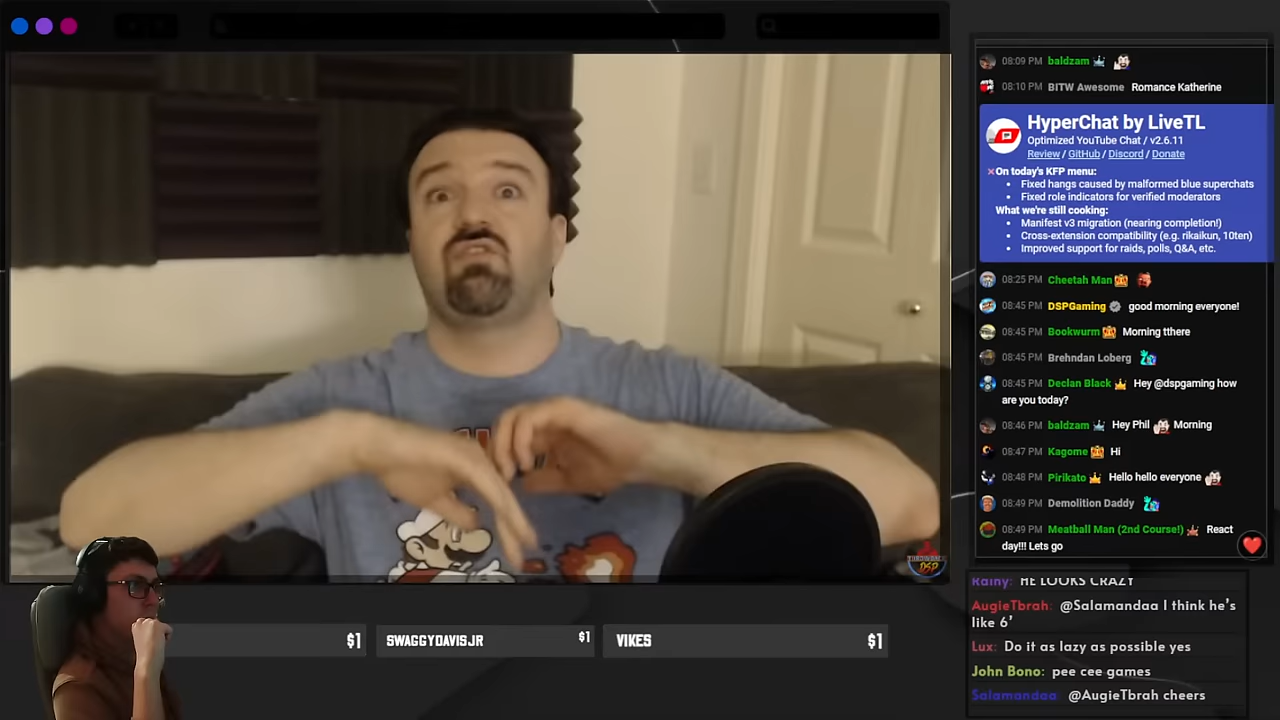 08:09 PM baldzam
08:10 PM BITW Awesome Romance Katherine
HyperChat by LiveTL
Optimized YouTube Chat / v2.6.11
Review / GitHub / Discord / Donate
On today's KFP menu:
• Fixed hangs caused by malformed blue superchats
• Fixed role indicators for verified moderators
What we're still cooking:
• Manifest v3 migration (nearing completion!)
• Cross-extension compatibility (e.g. rikaikun, 10ten)
• Improved support for raids, polls, Q&A, etc.
08:25 PM Cheetah Man
08:45 PM DSPGaming good morning everyone!
08:45 PM Bookwurm Morning tthere
08:45 PM Brehndan Loberg
08:45 PM Declan Black Hey @dspgaming how
are you today?
08:46 PM baldzam Hey Phil Morning
08:47 PM Kagome Hi
08:48 PM Pirikato Hello hello everyone
08:49 PM Demolition Daddy
08:49 PM Meatball Man (2nd Course!) React
day!!! Lets go
DSP
Rainy: HE LOOKS CRAZY
AugieTbrah: @Salamandaa I think he's
like 6'
Lux: Do it as lazy as possible yes
John Bono: pee cee games
Salamandaa: @AugieTbrah cheers
$1
SWAGGYDAVISJR $1
VIKES $1